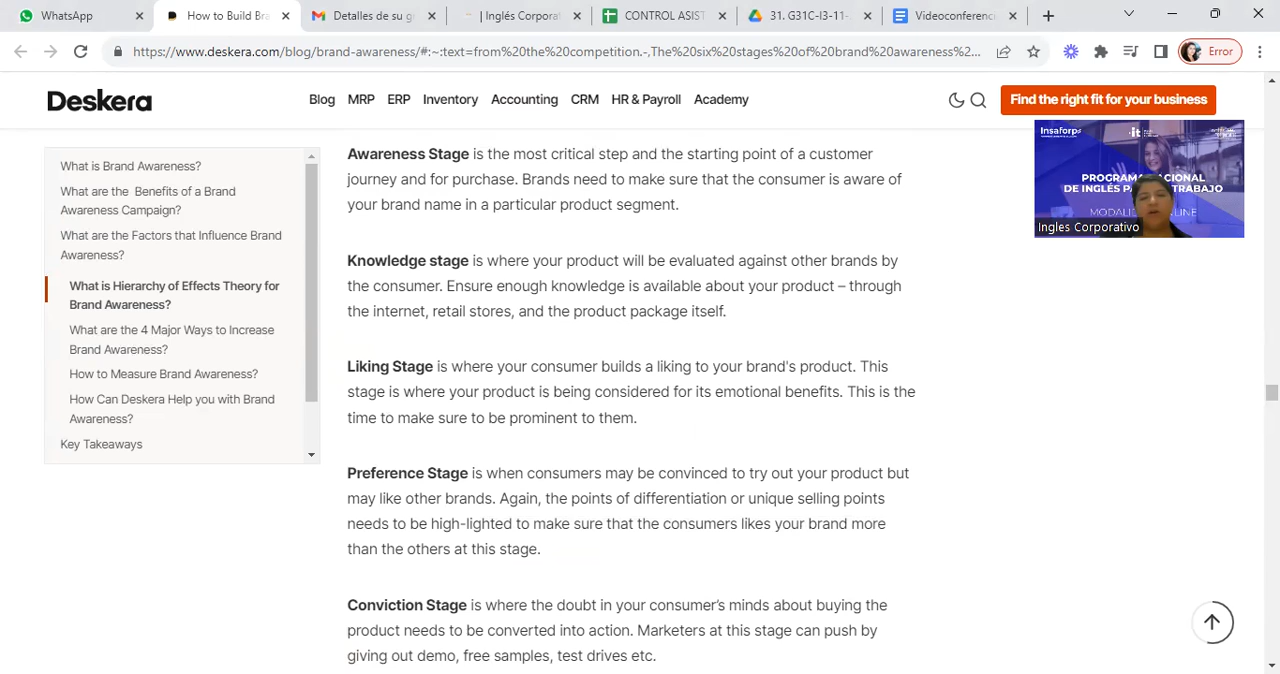 WhatsApp
How to Build Bra
Detalles de su g
| Inglés Corporat
CONTROL ASIST
31. G31C-I3-11-
Videoconferenci
https://www.deskera.com/blog/brand-awareness/#:~:text=from%20the%20competition.-,The%20six%20stages%20of%20brand%20awareness%2...
Error
Deskera
Blog MRP ERP Inventory Accounting CRM HR & Payroll Academy
Find the right fit for your business
What is Brand Awareness?
What are the Benefits of a Brand
Awareness Campaign?
What are the Factors that Influence Brand
Awareness?
What is Hierarchy of Effects Theory for
Brand Awareness?
What are the 4 Major Ways to Increase
Brand Awareness?
How to Measure Brand Awareness?
How Can Deskera Help you with Brand
Awareness?
Key Takeaways
Awareness Stage is the most critical step and the starting point of a customer
journey and for purchase. Brands need to make sure that the consumer is aware of
your brand name in a particular product segment.
Knowledge stage is where your product will be evaluated against other brands by
the consumer. Ensure enough knowledge is available about your product – through
the internet, retail stores, and the product package itself.
Liking Stage is where your consumer builds a liking to your brand's product. This
stage is where your product is being considered for its emotional benefits. This is the
time to make sure to be prominent to them.
Preference Stage is when consumers may be convinced to try out your product but
may like other brands. Again, the points of differentiation or unique selling points
needs to be high-lighted to make sure that the consumers likes your brand more
than the others at this stage.
Conviction Stage is where the doubt in your consumer's minds about buying the
product needs to be converted into action. Marketers at this stage can push by
giving out demo, free samples, test drives etc.
Insaforp
it
Ingles Corporativo